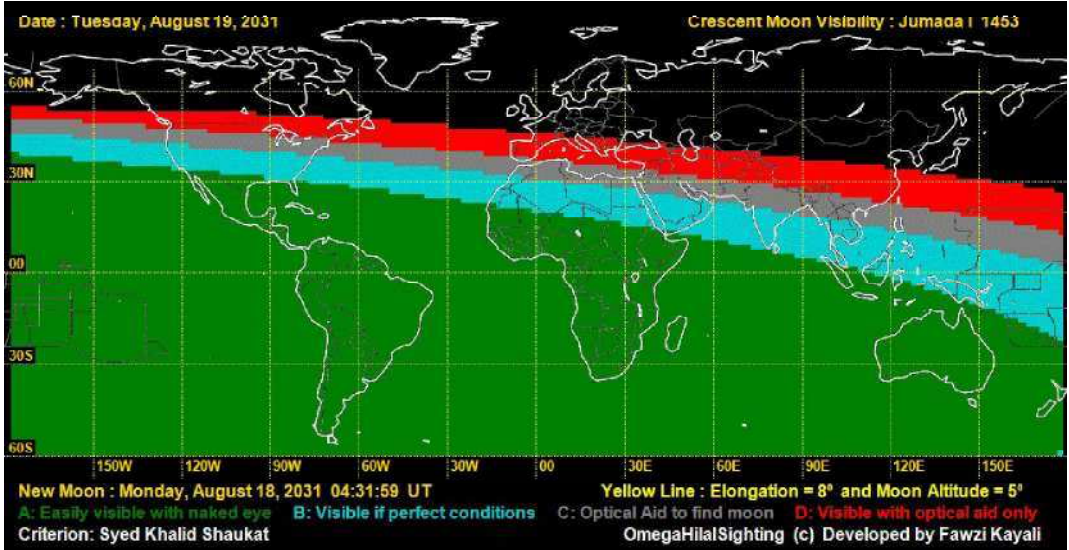 Date : Tuesday, August 19, 2031
Crescent Moon Visibility : Jumada I 1453
60N
30N
00
30S
60S
150W 120W 90W 60W 30W 00 30E 60E 90E 120E 150E
New Moon : Monday, August 18, 2031 04:31:59 UT
Yellow Line : Elongation = 8º and Moon Altitude = 5º
A: Easily visible with naked eye B: Visible if perfect conditions C: Optical Aid to find moon D: Visible with optical aid only
Criterion: Syed Khalid Shaukat
OmegaHilalSighting (c) Developed by Fawzi Kayali